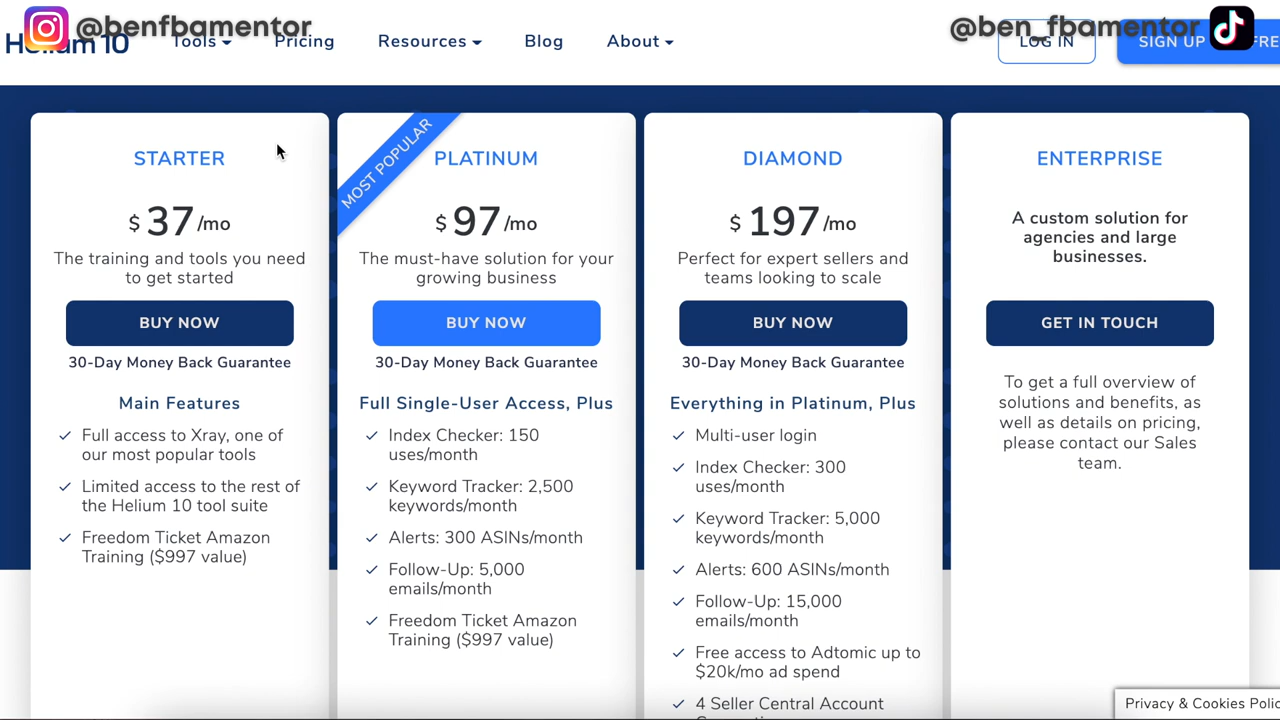 @benfbamentor
@ben_fbamentor
Helium 10
Tools
Pricing
Resources
Blog
About
LOG IN
SIGN UP
FRE
STARTER
$ 37 /mo
The training and tools you need
to get started
BUY NOW
30-Day Money Back Guarantee
Main Features
Full access to Xray, one of
our most popular tools
Limited access to the rest of
the Helium 10 tool suite
Freedom Ticket Amazon
Training ($997 value)
MOST POPULAR
PLATINUM
$ 97 /mo
The must-have solution for your
growing business
BUY NOW
30-Day Money Back Guarantee
Full Single-User Access, Plus
Index Checker: 150
uses/month
Keyword Tracker: 2,500
keywords/month
Alerts: 300 ASINs/month
Follow-Up: 5,000
emails/month
Freedom Ticket Amazon
Training ($997 value)
DIAMOND
$ 197 /mo
Perfect for expert sellers and
teams looking to scale
BUY NOW
30-Day Money Back Guarantee
Everything in Platinum, Plus
Multi-user login
Index Checker: 300
uses/month
Keyword Tracker: 5,000
keywords/month
Alerts: 600 ASINs/month
Follow-Up: 15,000
emails/month
Free access to Adtomic up to
$20k/mo ad spend
4 Seller Central Account
ENTERPRISE
A custom solution for
agencies and large
businesses.
GET IN TOUCH
To get a full overview of
solutions and benefits, as
well as details on pricing,
please contact our Sales
team.
Privacy & Cookies Polic